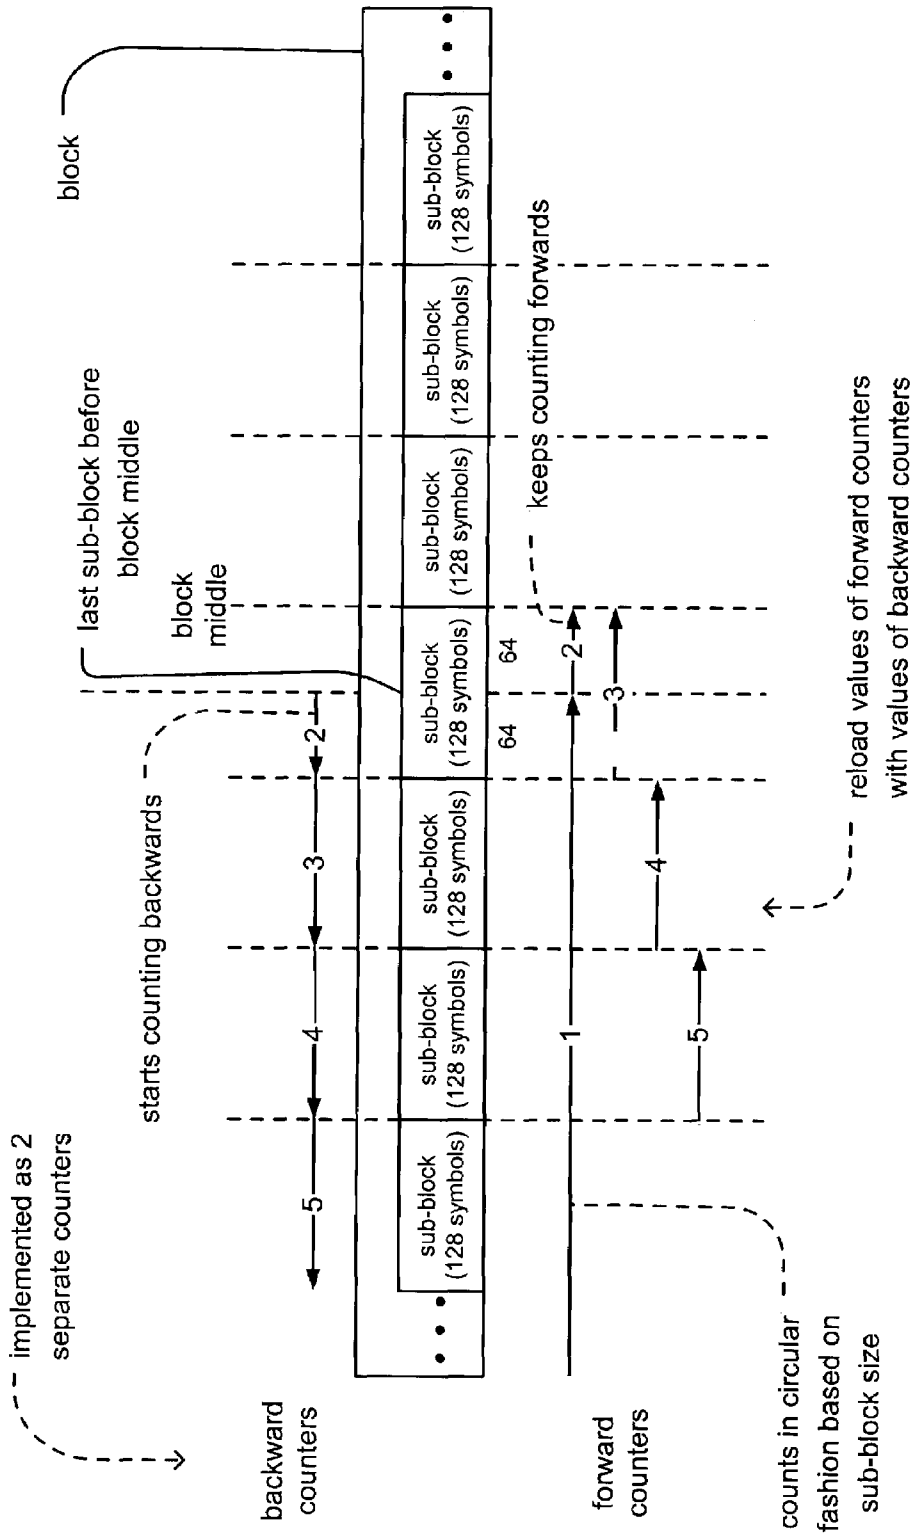 implemented as 2
separate counters
backward
counters
starts counting backwards
last sub-block before
block middle
block
middle
block
5
4
3
2
sub-block
(128 symbols)
sub-block
(128 symbols)
sub-block
(128 symbols)
sub-block
(128 symbols)
sub-block
(128 symbols)
sub-block
(128 symbols)
sub-block
(128 symbols)
64
64
forward
counters
1
2
3
4
5
keeps counting forwards
counts in circular
fashion based on
sub-block size
reload values of forward counters
with values of backward counters